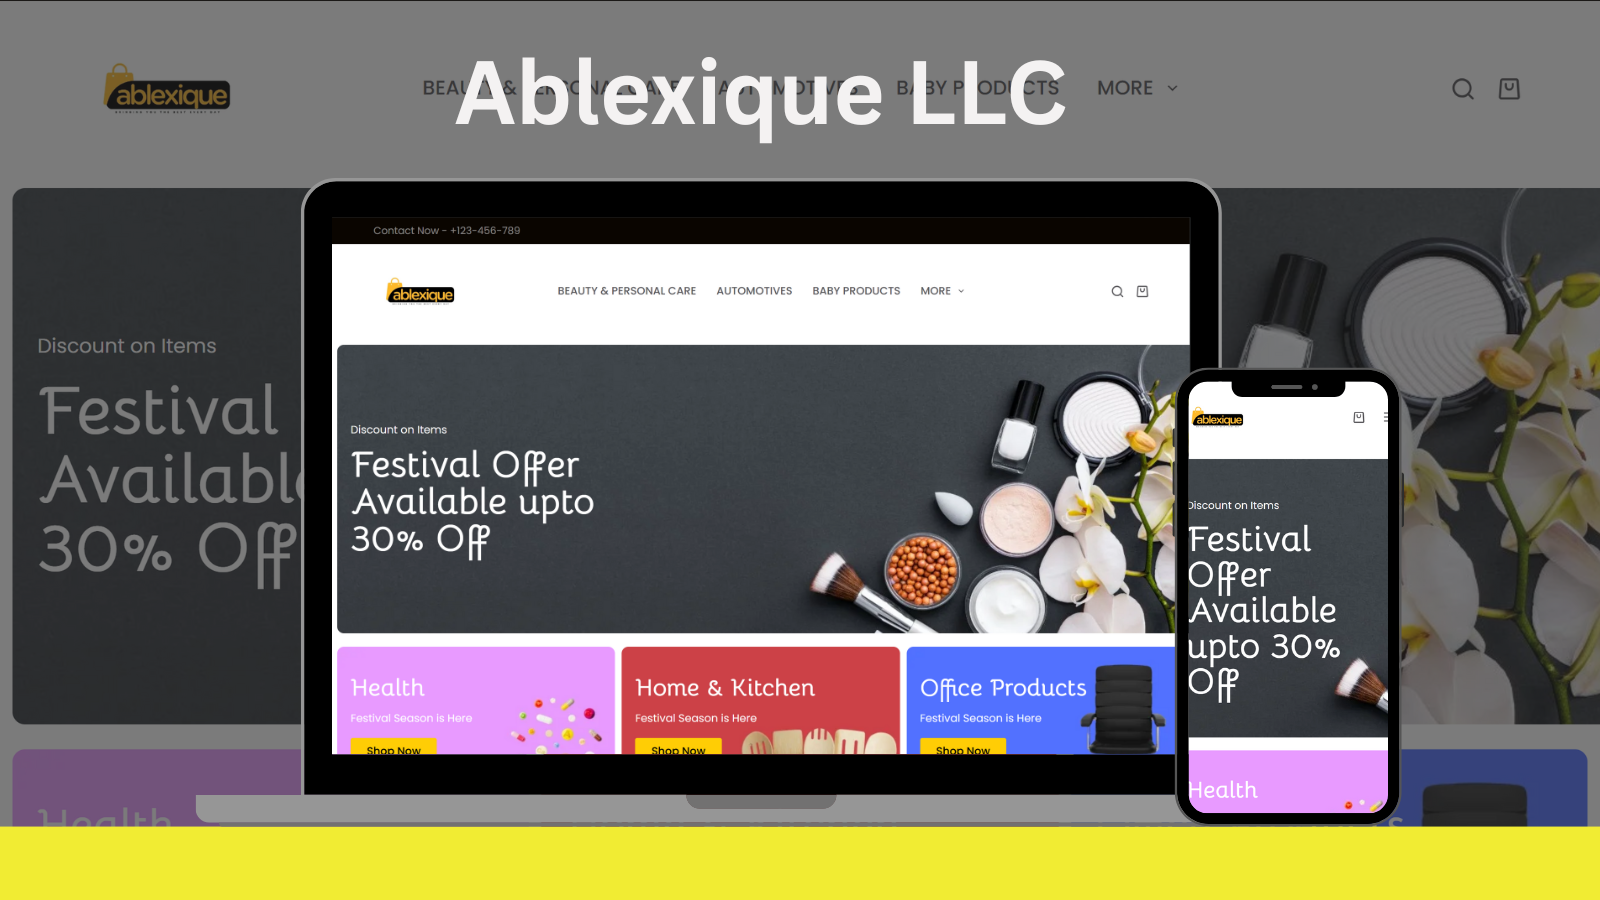 Ablexique LLC
ablexique
BEAUTY & PERSONAL CARE AUTOMOTIVES BABY PRODUCTS MORE
Discount on Items
Festival
Available
30% Off
Health
Contact Now - +123-456-789
ablexique
BEAUTY & PERSONAL CARE AUTOMOTIVES BABY PRODUCTS MORE
Discount on Items
Festival Offer
Available upto
30% Off
Health
Festival Season is Here
Shop Now
Home & Kitchen
Festival Season is Here
Shop Now
Office Products
Festival Season is Here
Shop Now
ablexique
Discount on Items
Festival
Offer
Available
upto 30%
Off
Health